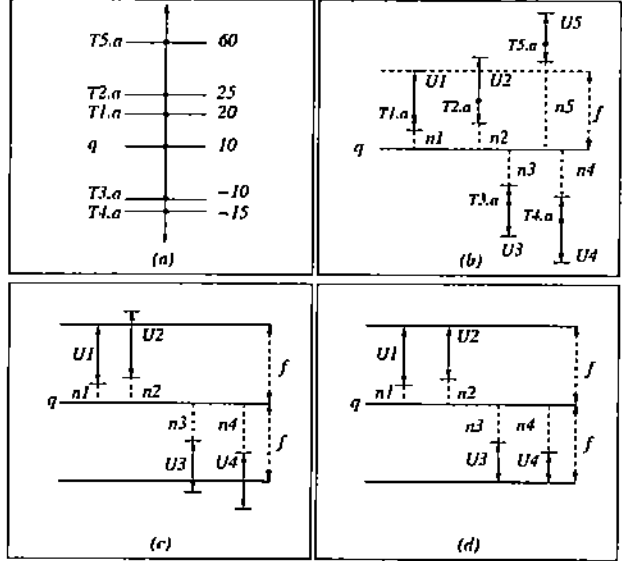 T5.a 60
T2.a 25
T1.a 20
q 10
T3.a -10
T4.a -15
(a)
U5
T5.a
U1 U2
T1.a T2.a n5 f
q n1 n2
n3 n4
T3.a T4.a
U3 U4
(b)
U1 U2 f
n1 n2
q
n3 n4 f
U3 U4
(c)
U1 U2 f
n1 n2
q
n3 n4 f
U3 U4
(d)